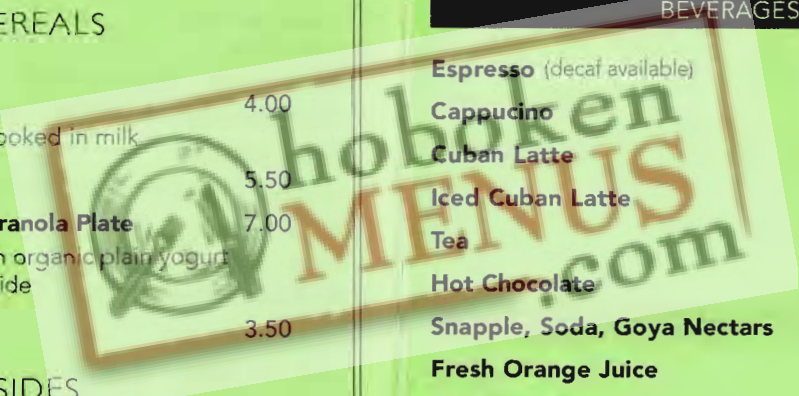 EREALS
4.00
ooked in milk
5.50
ranola Plate 7.00
n organic plain yogurt
ide
3.50
SIDES
BEVERAGES
Espresso (decaf available)
Cappucino
Cuban Latte
Iced Cuban Latte
Tea
Hot Chocolate
Snapple, Soda, Goya Nectars
Fresh Orange Juice
hoboken
MENUS
.com